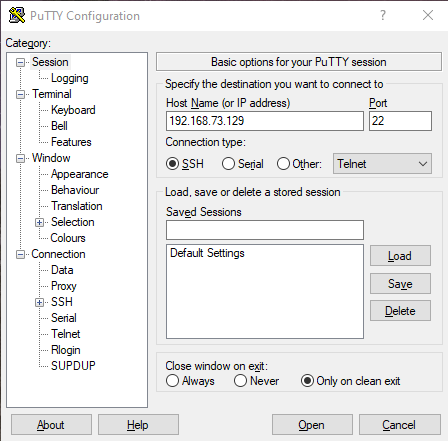 PuTTY Configuration
? ×
Category:
Session
Logging
Terminal
Keyboard
Bell
Features
Window
Appearance
Behaviour
Translation
Selection
Colours
Connection
Data
Proxy
SSH
Serial
Telnet
Rlogin
SUPDUP
Basic options for your PuTTY session
Specify the destination you want to connect to
Host Name (or IP address) Port
192.168.73.129 22
Connection type:
SSH Serial Other: Telnet
Load, save or delete a stored session
Saved Sessions
Default Settings
Load
Save
Delete
Close window on exit:
Always Never Only on clean exit
About Help Open Cancel